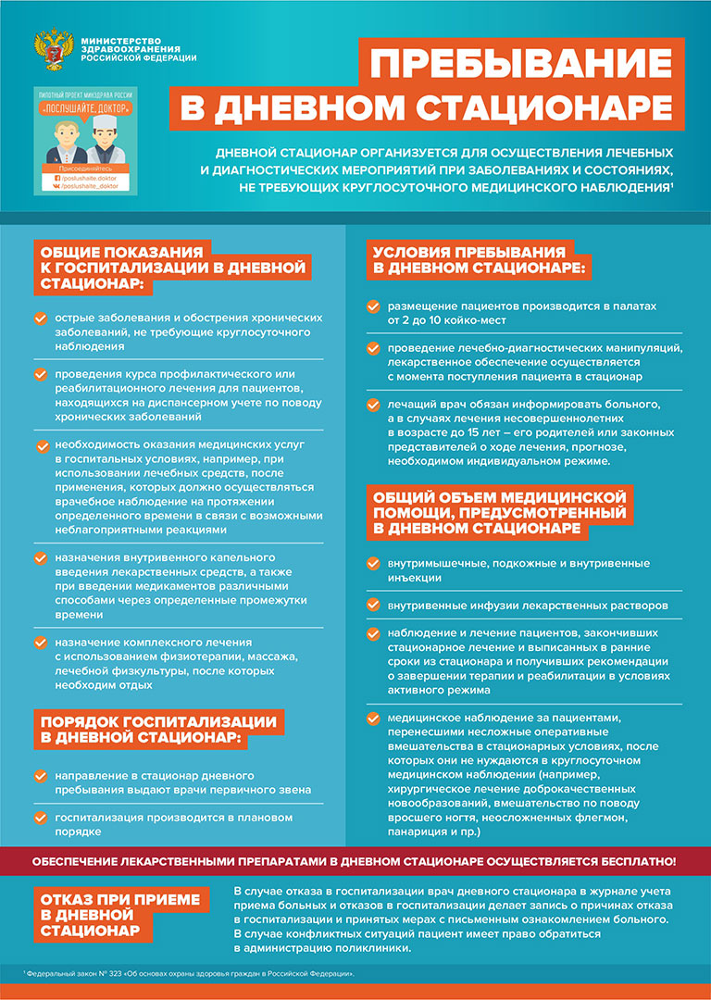 МИНИСТЕРСТВО
ЗДРАВООХРАНЕНИЯ
РОССИЙСКОЙ ФЕДЕРАЦИИ
ПИЛОТНЫЙ ПРОЕКТ МИНЗДРАВА РОССИИ
«ПОСЛУШАЙТЕ, ДОКТОР»
Присоединяйтесь
/poslushaite.doktor
/poslushaite_doktor
ПРЕБЫВАНИЕ
В ДНЕВНОМ СТАЦИОНАРЕ
ДНЕВНОЙ СТАЦИОНАР ОРГАНИЗУЕТСЯ ДЛЯ ОСУЩЕСТВЛЕНИЯ ЛЕЧЕБНЫХ
И ДИАГНОСТИЧЕСКИХ МЕРОПРИЯТИЙ ПРИ ЗАБОЛЕВАНИЯХ И СОСТОЯНИЯХ,
НЕ ТРЕБУЮЩИХ КРУГЛОСУТОЧНОГО МЕДИЦИНСКОГО НАБЛЮДЕНИЯ¹
ОБЩИЕ ПОКАЗАНИЯ
К ГОСПИТАЛИЗАЦИИ В ДНЕВНОЙ
СТАЦИОНАР:
острые заболевания и обострения хронических
заболеваний, не требующие круглосуточного
наблюдения
проведения курса профилактического или
реабилитационного лечения для пациентов,
находящихся на диспансерном учете по поводу
хронических заболеваний
необходимость оказания медицинских услуг
в госпитальных условиях, например, при
использовании лечебных средств, после
применения, которых должно осуществляться
врачебное наблюдение на протяжении
определенного времени в связи с возможными
неблагоприятными реакциями
назначения внутривенного капельного
введения лекарственных средств, а также
при введении медикаментов различными
способами через определенные промежутки
времени
назначение комплексного лечения
с использованием физиотерапии, массажа,
лечебной физкультуры, после которых
необходим отдых
ПОРЯДОК ГОСПИТАЛИЗАЦИИ
В ДНЕВНОЙ СТАЦИОНАР:
направление в стационар дневного
пребывания выдают врачи первичного звена
госпитализация производится в плановом
порядке
УСЛОВИЯ ПРЕБЫВАНИЯ
В ДНЕВНОМ СТАЦИОНАРЕ:
размещение пациентов производится в палатах
от 2 до 10 койко-мест
проведение лечебно-диагностических манипуляций,
лекарственное обеспечение осуществляется
с момента поступления пациента в стационар
лечащий врач обязан информировать больного,
а в случаях лечения несовершеннолетних
в возрасте до 15 лет – его родителей или законных
представителей о ходе лечения, прогнозе,
необходимом индивидуальном режиме.
ОБЩИЙ ОБЪЕМ МЕДИЦИНСКОЙ
ПОМОЩИ, ПРЕДУСМОТРЕННЫЙ
В ДНЕВНОМ СТАЦИОНАРЕ
внутримышечные, подкожные и внутривенные
инъекции
внутривенные инфузии лекарственных растворов
наблюдение и лечение пациентов, закончивших
стационарное лечение и выписанных в ранние
сроки из стационара и получивших рекомендации
о завершении терапии и реабилитации в условиях
активного режима
медицинское наблюдение за пациентами,
перенесшими несложные оперативные
вмешательства в стационарных условиях, после
которых они не нуждаются в круглосуточном
медицинском наблюдении (например,
хирургическое лечение доброкачественных
новообразований, вмешательство по поводу
вросшего ногтя, неосложненных флегмон,
панариция и пр.)
ОБЕСПЕЧЕНИЕ ЛЕКАРСТВЕННЫМИ ПРЕПАРАТАМИ В ДНЕВНОМ СТАЦИОНАРЕ ОСУЩЕСТВЛЯЕТСЯ БЕСПЛАТНО!
ОТКАЗ ПРИ ПРИЕМЕ
В ДНЕВНОЙ
СТАЦИОНАР
В случае отказа в госпитализации врач дневного стационара в журнале учета
приема больных и отказов в госпитализации делает запись о причинах отказа
в госпитализации и принятых мерах с письменным ознакомлением больного.
В случае конфликтных ситуаций пациент имеет право обратиться
в администрацию поликлиники.
¹ Федеральный закон № 323 «Об основах охраны здоровья граждан в Российской Федерации».